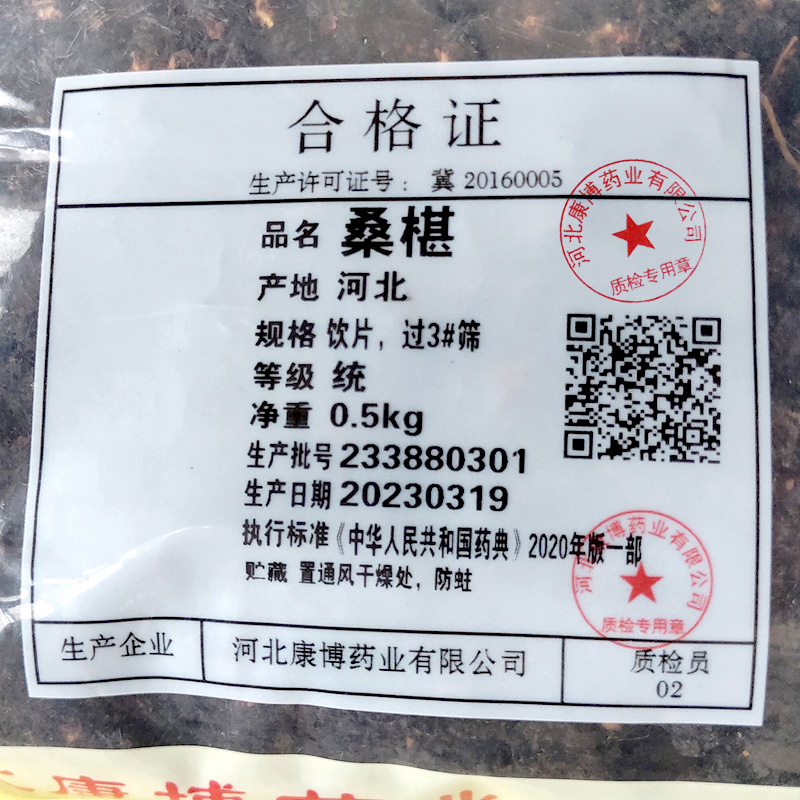 合格证
生产许可证号：冀 20160005
品名 桑椹
产地 河北
规格 饮片，过3#筛
等级 统
净重 0.5kg
生产批号 233880301
生产日期 20230319
执行标准《中华人民共和国药典》2020年版一部
贮藏 置通风干燥处，防蛀
生产企业 河北康博药业有限公司 质检员 02
河北康博药业有限公司
质检专用章
河北康博药业有限公司
质检专用章
康博药业